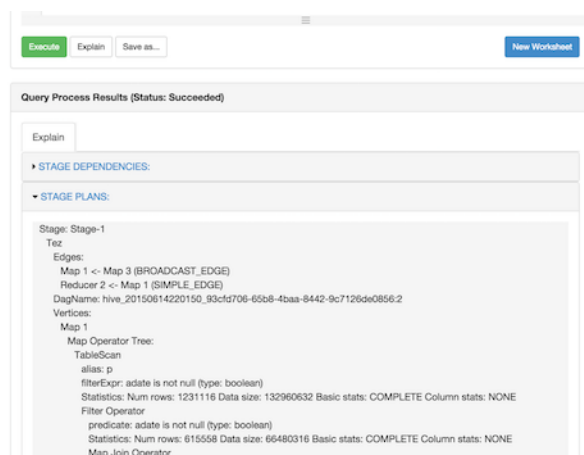 Execute Explain Save as... New Worksheet
Query Process Results (Status: Succeeded)
Explain
STAGE DEPENDENCIES:
STAGE PLANS:
Stage: Stage-1
Tez
Edges:
Map 1 <- Map 3 (BROADCAST_EDGE)
Reducer 2 <- Map 1 (SIMPLE_EDGE)
DagName: hive_20150614220150_93cfd706-65b8-4baa-8442-9c7126de0856:2
Vertices:
Map 1
Map Operator Tree:
TableScan
alias: p
filterExpr: adate is not null (type: boolean)
Statistics: Num rows: 1231116 Data size: 132960632 Basic stats: COMPLETE Column stats: NONE
Filter Operator
predicate: adate is not null (type: boolean)
Statistics: Num rows: 615558 Data size: 66480316 Basic stats: COMPLETE Column stats: NONE
Map Join Operator